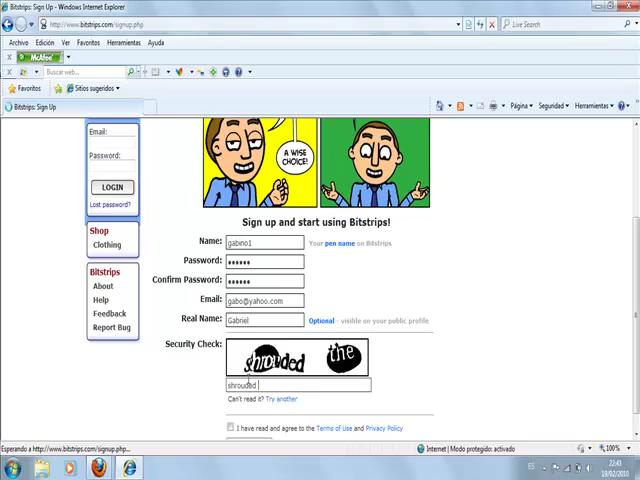 Bitstrips: Sign Up - Windows Internet Explorer
http://www.bitstrips.com/signup.php
Live Search
Archivo Edición Ver Favoritos Herramientas Ayuda
McAfee
Buscar web...
Favoritos Sitios sugeridos
Bitstrips: Sign Up
Página Seguridad Herramientas
Email:
Password:
LOGIN
Lost password?
Shop
Clothing
Bitstrips
About
Help
Feedback
Report Bug
A WISE
CHOICE!
Sign up and start using Bitstrips!
Name: gabino1 Your pen name on Bitstrips
Password: ••••••
Confirm Password: ••••••
Email: gabo@yahoo.com
Real Name: Gabriel Optional - visible on your public profile
Security Check: shrouded the
shrouded
Can't read it? Try another
I have read and agree to the Terms of Use and Privacy Policy
Esperando a http://www.bitstrips.com/signup.php... Internet | Modo protegido: activado 100%
ES 22:41
19/02/2010